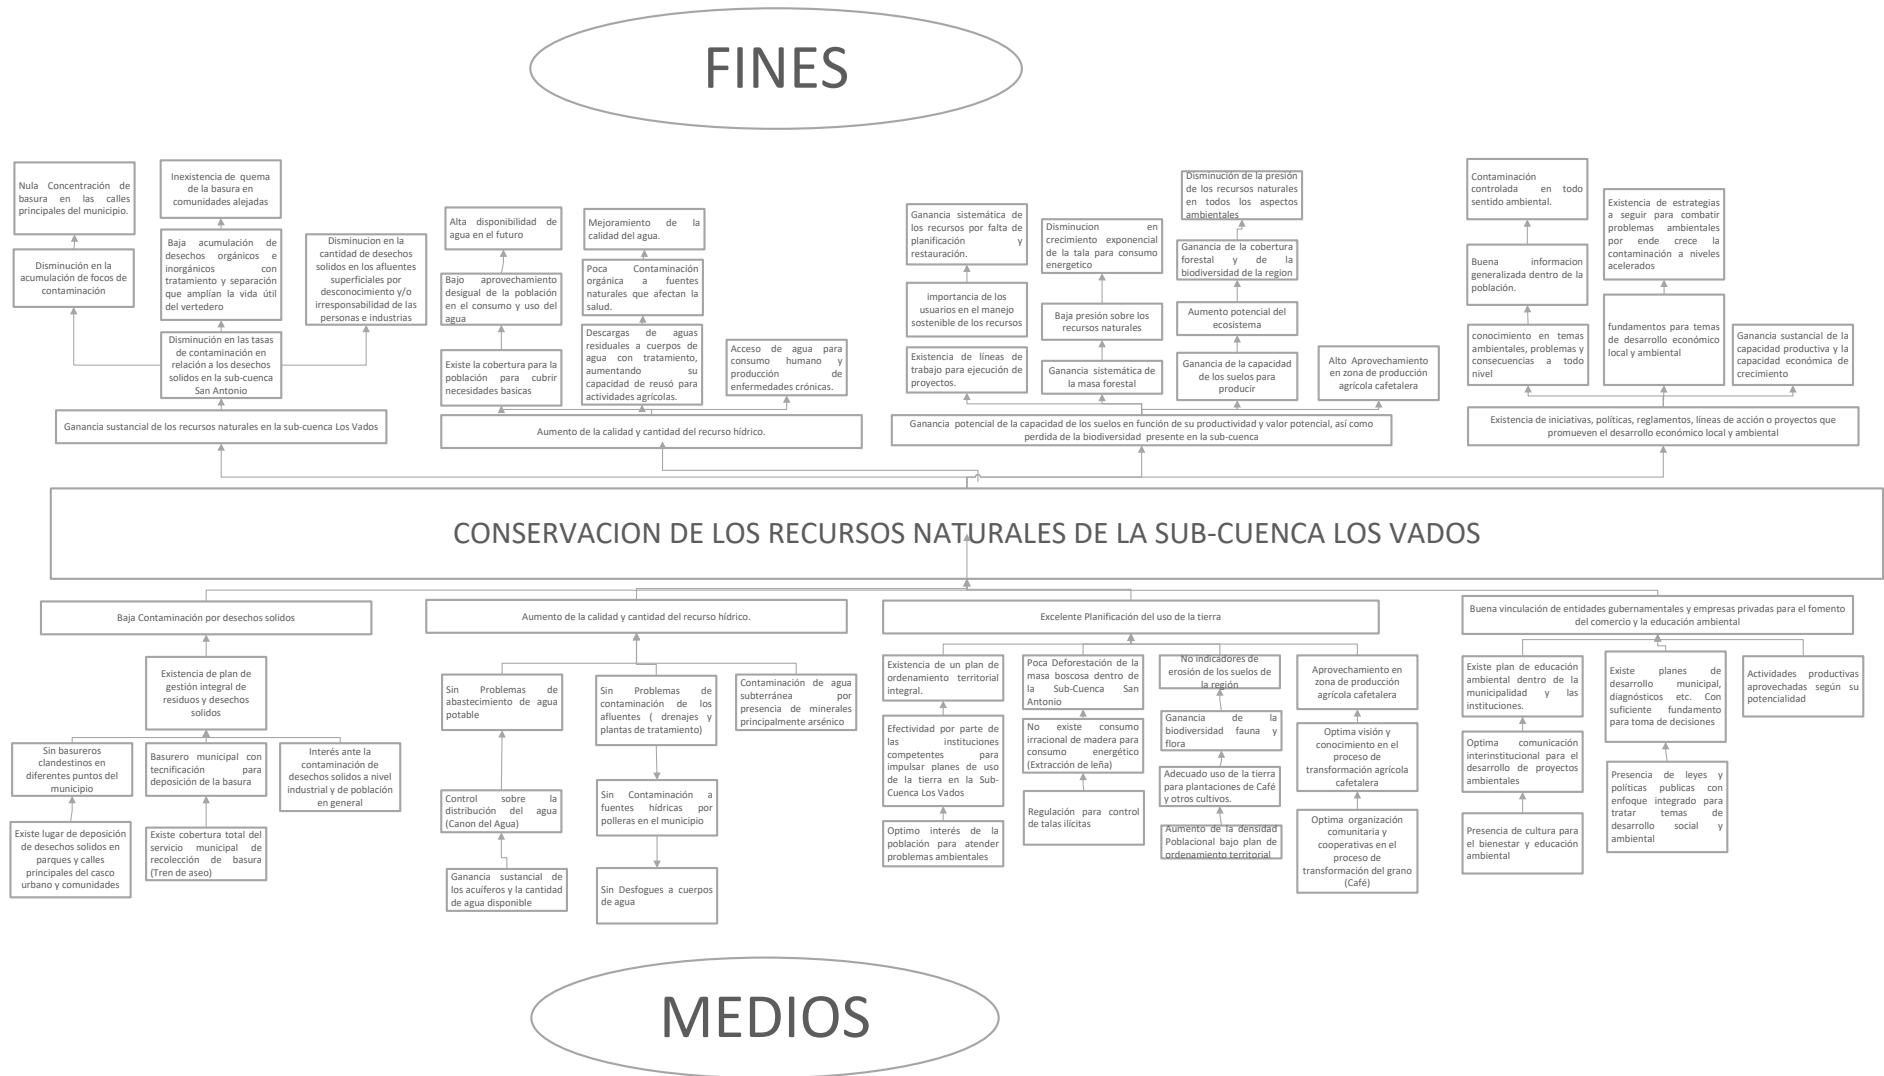 FINES
Nula Concentración de
basura en las calles
principales del municipio.
Disminución en la
acumulación de focos de
contaminación
Inexistencia de quema
de la basura en
comunidades alejadas
Baja acumulación de
desechos orgánicos e
inorgánicos con
tratamiento y separación
que amplían la vida útil
del vertedero
Disminución en las tasas
de contaminación en
relación a los desechos
solidos en la sub-cuenca
San Antonio
Disminucion en la
cantidad de desechos
solidos en los afluentes
superficiales por
desconocimiento y/o
irresponsabilidad de las
personas e industrias
Ganancia sustancial de los recursos naturales en la sub-cuenca Los Vados
Alta disponibilidad de
agua en el futuro
Bajo aprovechamiento
desigual de la población
en el consumo y uso del
agua
Existe la cobertura para la
población para cubrir
necesidades basicas
Mejoramiento de la
calidad del agua.
Poca Contaminación
orgánica a fuentes
naturales que afectan la
salud.
Descargas de aguas
residuales a cuerpos de
agua con tratamiento,
aumentando su
capacidad de reusó para
actividades agrícolas.
Acceso de agua para
consumo humano y
producción de
enfermedades crónicas.
Aumento de la calidad y cantidad del recurso hídrico.
Ganancia sistemática de
los recursos por falta de
planificación y
restauración.
importancia de los
usuarios en el manejo
sostenible de los recursos
Existencia de líneas de
trabajo para ejecución de
proyectos.
Disminucion en
crecimiento exponencial
de la tala para consumo
energetico
Baja presión sobre los
recursos naturales
Ganancia sistemática de
la masa forestal
Disminución de la presión
de los recursos naturales
en todos los aspectos
ambientales
Ganancia de la cobertura
forestal y de la
biodiversidad de la region
Aumento potencial del
ecosistema
Ganancia de la capacidad
de los suelos para
producir
Alto Aprovechamiento
en zona de producción
agrícola cafetalera
Ganancia potencial de la capacidad de los suelos en función de su productividad y valor potencial, así como
perdida de la biodiversidad presente en la sub-cuenca
Contaminación
controlada en todo
sentido ambiental.
Buena informacion
generalizada dentro de la
población.
conocimiento en temas
ambientales, problemas y
consecuencias a todo
nivel
Existencia de estrategias
a seguir para combatir
problemas ambientales
por ende crece la
contaminación a niveles
acelerados
fundamentos para temas
de desarrollo económico
local y ambiental
Ganancia sustancial de la
capacidad productiva y la
capacidad económica de
crecimiento
Existencia de iniciativas, políticas, reglamentos, líneas de acción o proyectos que
promueven el desarrollo económico local y ambiental
CONSERVACION DE LOS RECURSOS NATURALES DE LA SUB-CUENCA LOS VADOS
Baja Contaminación por desechos solidos
Existencia de plan de
gestión integral de
residuos y desechos
solidos
Sin basureros
clandestinos en
diferentes puntos del
municipio
Basurero municipal con
tecnificación para
deposición de la basura
Interés ante la
contaminación de
desechos solidos a nivel
industrial y de población
en general
Existe lugar de deposición
de desechos solidos en
parques y calles
principales del casco
urbano y comunidades
Existe cobertura total del
servicio municipal de
recolección de basura
(Tren de aseo)
Aumento de la calidad y cantidad del recurso hídrico.
Sin Problemas de
abastecimiento de agua
potable
Control sobre la
distribución del agua
(Canon del Agua)
Ganancia sustancial de
los acuíferos y la cantidad
de agua disponible
Sin Problemas de
contaminación de los
afluentes ( drenajes y
plantas de tratamiento)
Sin Contaminación a
fuentes hídricas por
polleras en el municipio
Sin Desfogues a cuerpos
de agua
Contaminación de agua
subterránea por
presencia de minerales
principalmente arsénico
Excelente Planificación del uso de la tierra
Existencia de un plan de
ordenamiento territorial
integral.
Efectividad por parte de
las instituciones
competentes para
impulsar planes de uso
de la tierra en la Sub-
Cuenca Los Vados
Optimo interés de la
población para atender
problemas ambientales
Poca Deforestación de la
masa boscosa dentro de
la Sub-Cuenca San
Antonio
No existe consumo
irracional de madera para
consumo energético
(Extracción de leña)
Regulación para control
de talas ilícitas
No indicadores de
erosión de los suelos de
la región
Ganancia de la
biodiversidad fauna y
flora
Adecuado uso de la tierra
para plantaciones de Café
y otros cultivos.
Aumento de la densidad
Poblacional bajo plan de
ordenamiento territorial
Aprovechamiento en
zona de producción
agrícola cafetalera
Optima visión y
conocimiento en el
proceso de
transformación agrícola
cafetalera
Optima organización
comunitaria y
cooperativas en el
proceso de
transformación del grano
(Café)
Buena vinculación de entidades gubernamentales y empresas privadas para el fomento
del comercio y la educación ambiental
Existe plan de educación
ambiental dentro de la
municipalidad y las
instituciones.
Optima comunicación
interinstitucional para el
desarrollo de proyectos
ambientales
Presencia de cultura para
el bienestar y educación
ambiental
Existe planes de
desarrollo municipal,
diagnósticos etc. Con
suficiente fundamento
para toma de decisiones
Presencia de leyes y
políticas publicas con
enfoque integrado para
tratar temas de
desarrollo social y
ambiental
Actividades productivas
aprovechadas según su
potencialidad
MEDIOS